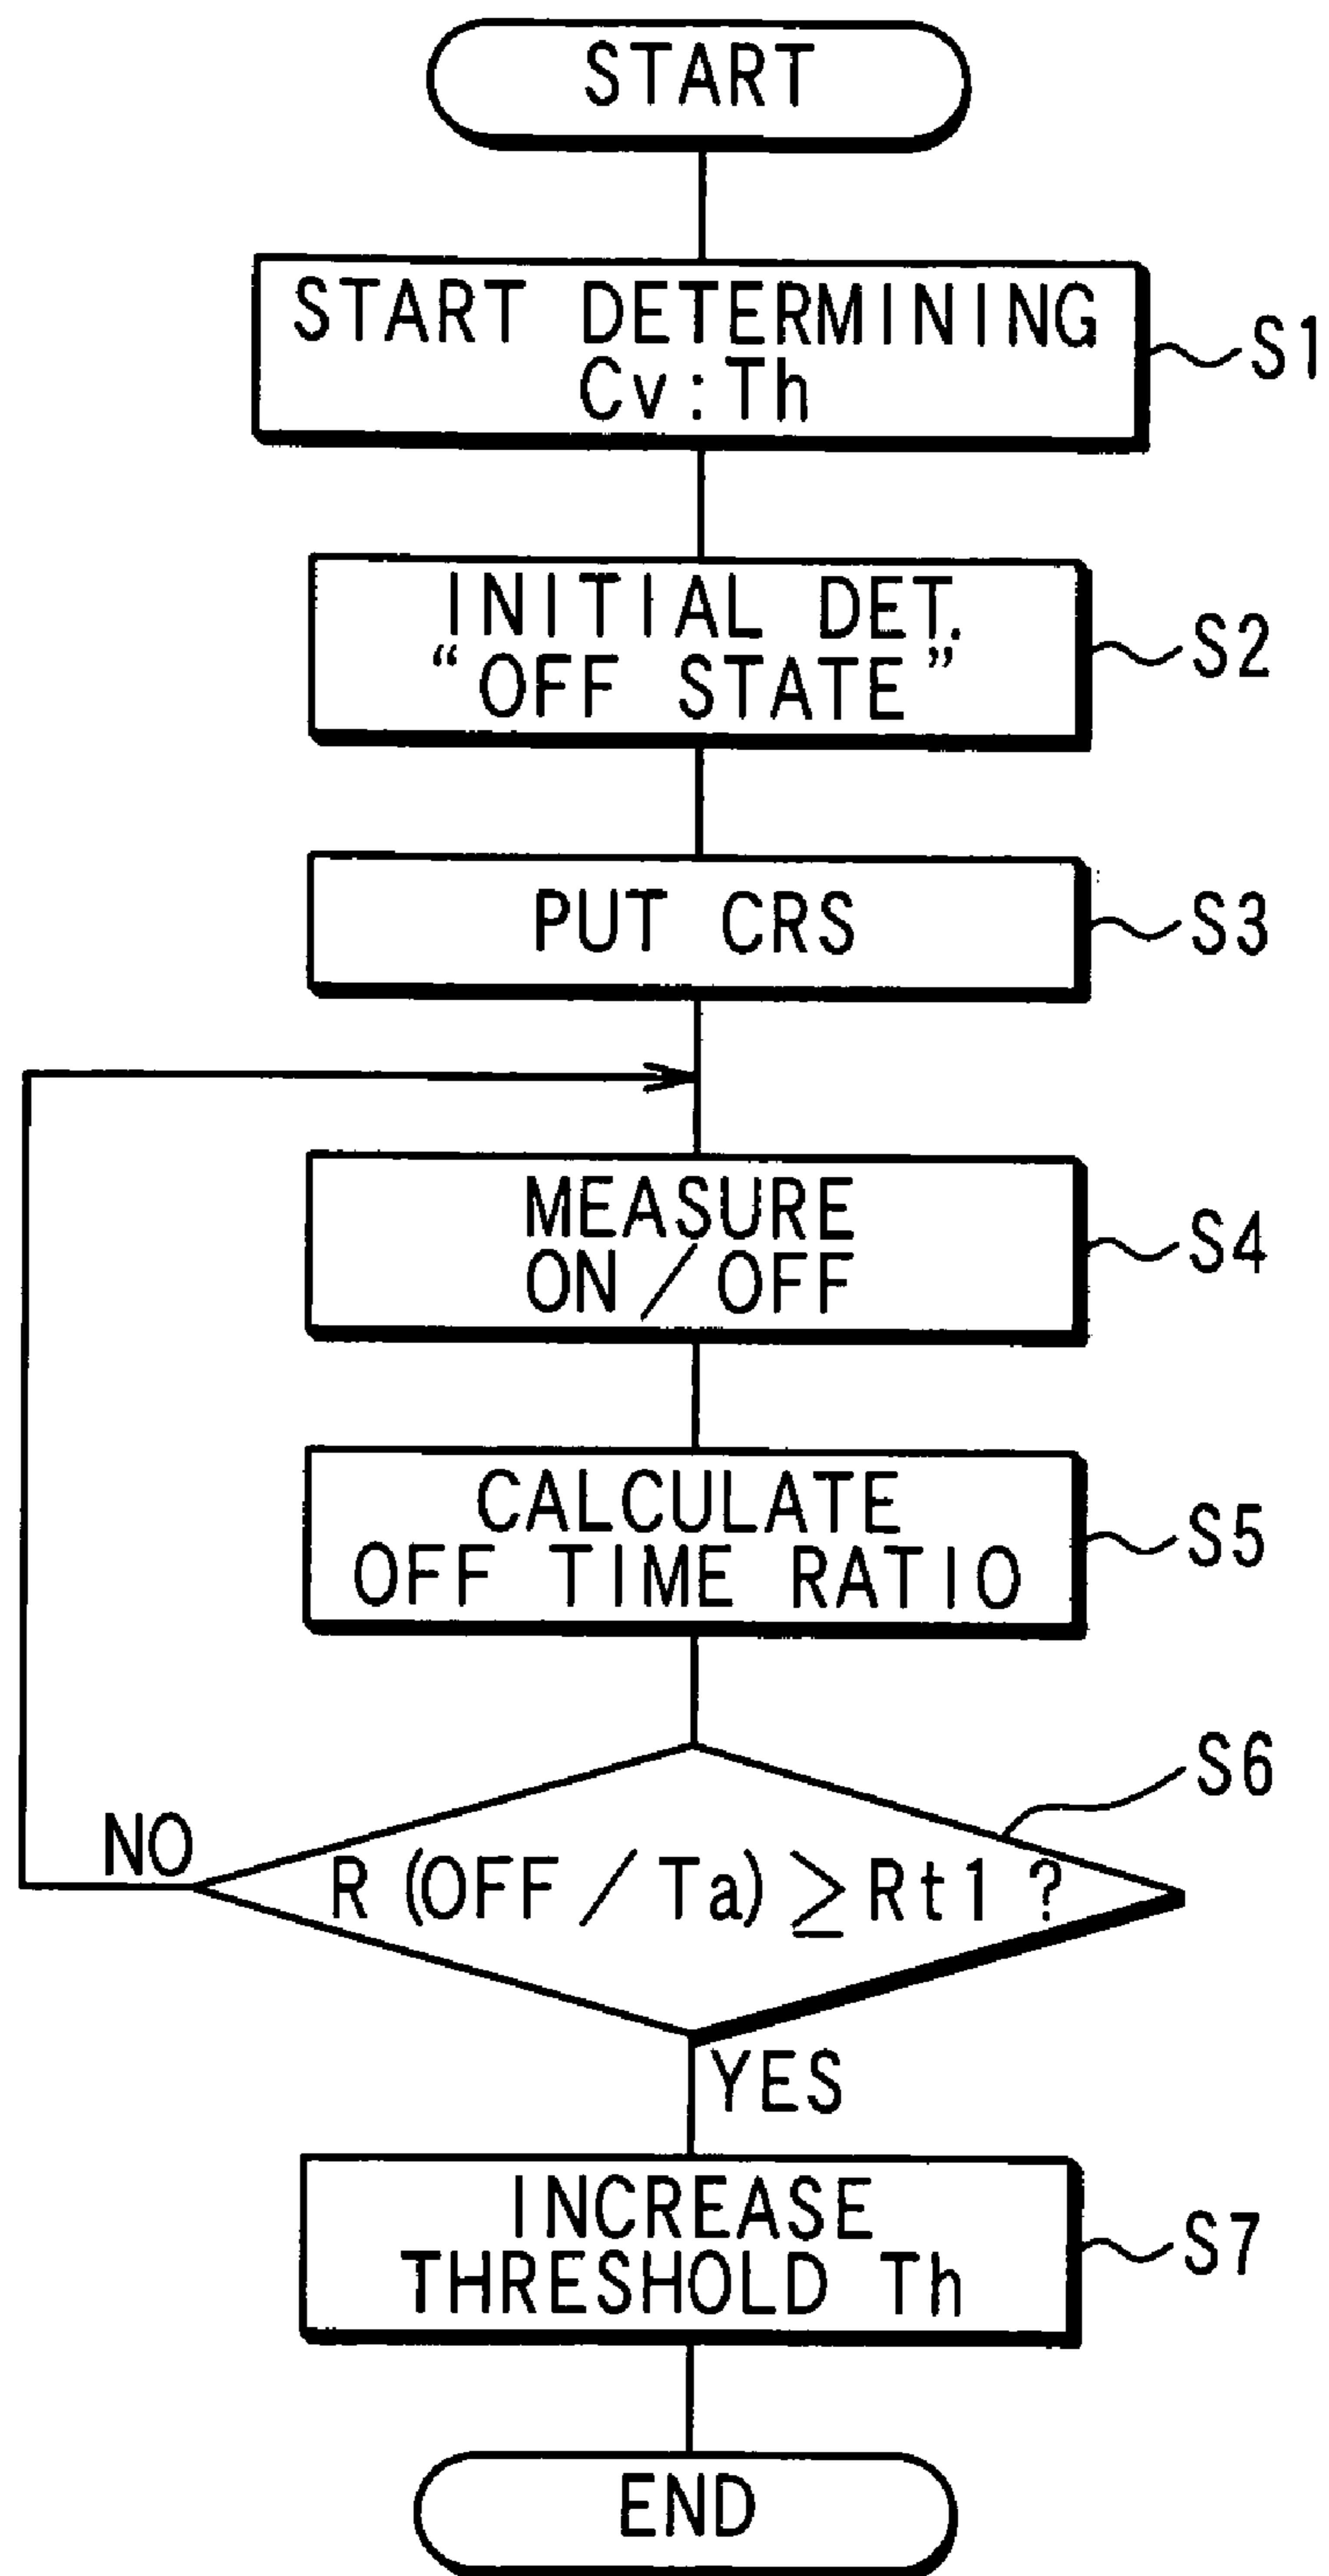 START
START DETERMINING
Cv:Th
S1
INITIAL DET.
“OFF STATE”
S2
PUT CRS
S3
MEASURE
ON/OFF
S4
CALCULATE
OFF TIME RATIO
S5
S6
NO
R (OFF/Ta) ≥ Rt1 ?
YES
INCREASE
THRESHOLD Th
S7
END